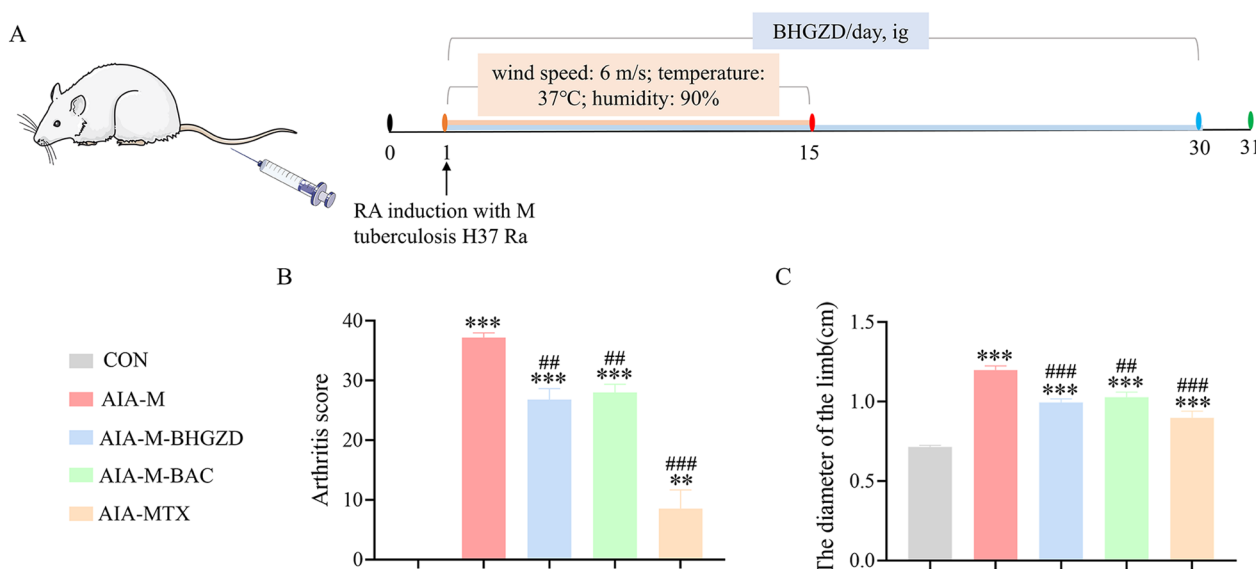 A
BHGZD/day, ig
wind speed: 6 m/s; temperature:
37℃; humidity: 90%
0
1
15
30
31
RA induction with M
tuberculosis H37 Ra
CON
AIA-M
AIA-M-BHGZD
AIA-M-BAC
AIA-MTX
B
Arthritis score
40
30
20
10
0
***
##
***
##
***
###
**
C
The diameter of the limb(cm)
1.5
1.0
0.5
0.0
***
###
***
##
***
###
***